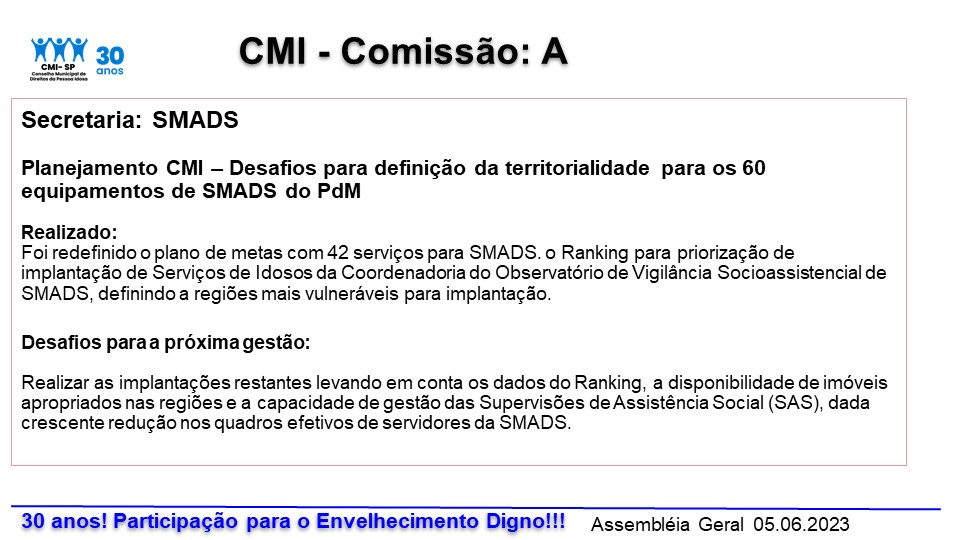 CMI - Comissão: A
CMI- SP
Conselho Municipal de
Direitos da Pessoa Idosa
30
anos
Secretaria: SMADS
Planejamento CMI – Desafios para definição da territorialidade para os 60
equipamentos de SMADS do PdM
Realizado:
Foi redefinido o plano de metas com 42 serviços para SMADS. o Ranking para priorização de
implantação de Serviços de Idosos da Coordenadoria do Observatório de Vigilância Socioassistencial de
SMADS, definindo a regiões mais vulneráveis para implantação.
Desafios para a próxima gestão:
Realizar as implantações restantes levando em conta os dados do Ranking, a disponibilidade de imóveis
apropriados nas regiões e a capacidade de gestão das Supervisões de Assistência Social (SAS), dada
crescente redução nos quadros efetivos de servidores da SMADS.
30 anos! Participação para o Envelhecimento Digno!!!
Assembléia Geral 05.06.2023